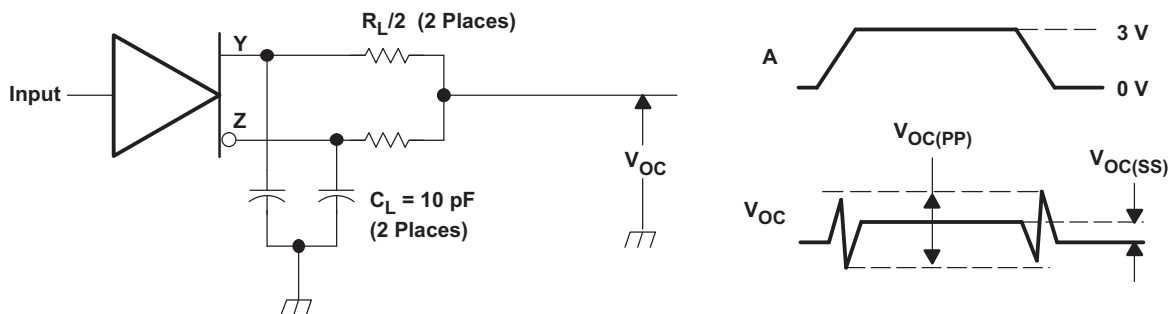 R_L/2 (2 Places)
Y
Input
Z
V_OC
C_L = 10 pF
(2 Places)
A
3 V
0 V
V_OC(PP)
V_OC(SS)
V_OC